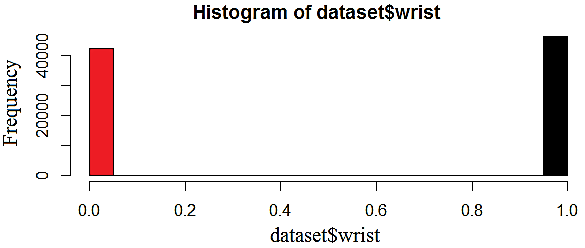 Histogram of dataset$wrist
Frequency
40000
20000
0
0.0 0.2 0.4 0.6 0.8 1.0
dataset$wrist